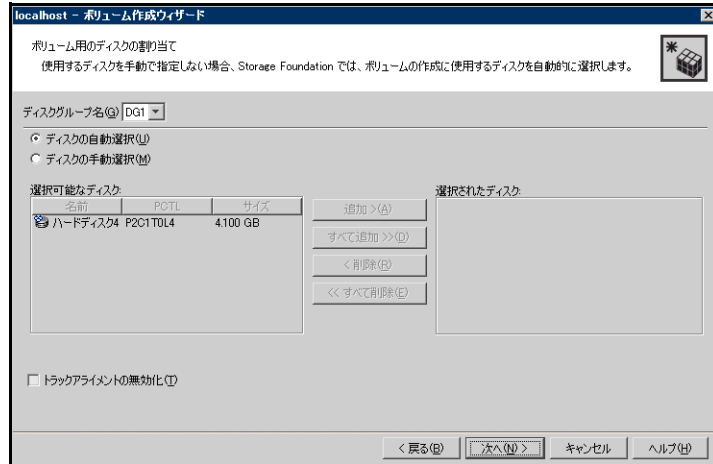 localhost - ボリューム作成ウィザード
ボリューム用のディスクの割り当て
使用するディスクを手動で指定しない場合、Storage Foundation では、ボリュームの作成に使用するディスクを自動的に選択します。
ディスクグループ名(G) DG1
ディスクの自動選択(U)
ディスクの手動選択(M)
選択可能なディスク:
名前 PCTL サイズ
ハードディスク4 P2C1T0L4 4.100 GB
追加 >(A)
すべて追加 >>(D)
< 削除(R)
<< すべて削除(E)
選択されたディスク:
トラックアライメントの無効化(T)
< 戻る(B) 次へ(N) > キャンセル ヘルプ(H)